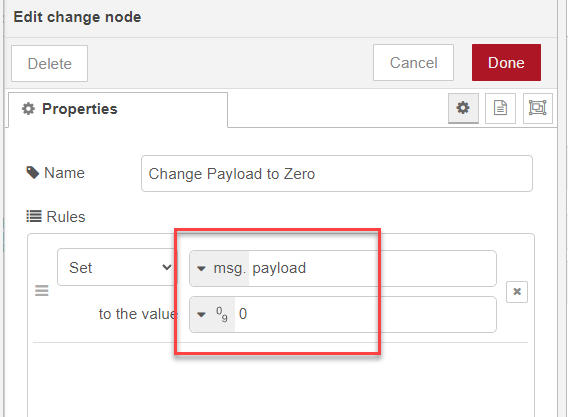 Edit change node
Delete
Cancel
Done
Properties
Name
Change Payload to Zero
Rules
Set
msg. payload
to the value
09 0